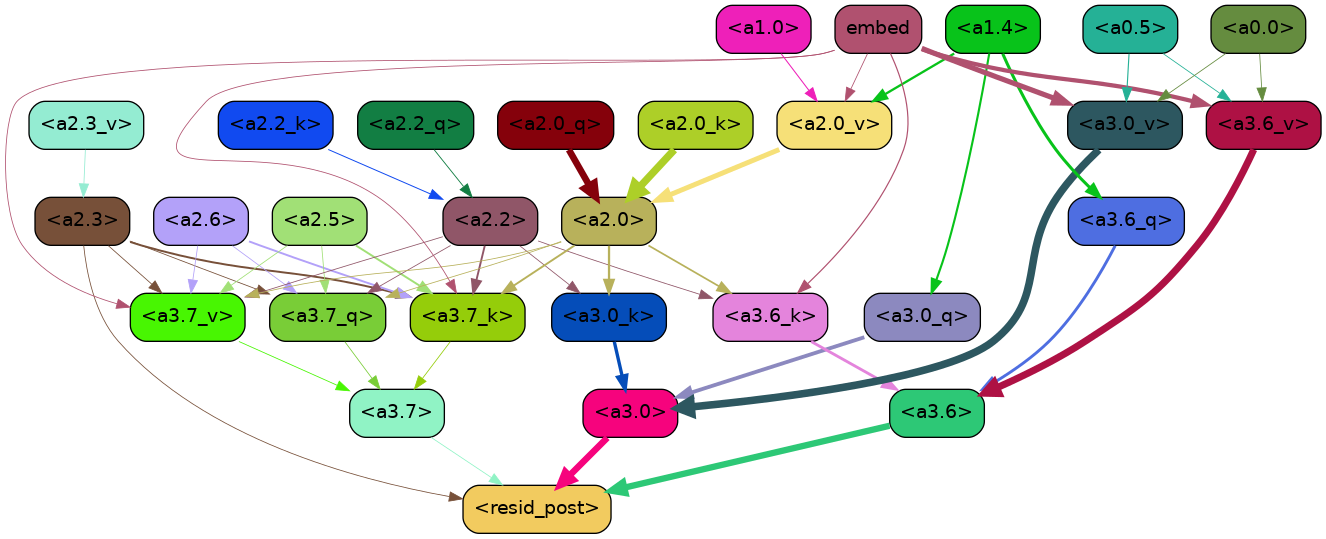 <a1.0>
embed
<a1.4>
<a0.5>
<a0.0>
<a2.3_v>
<a2.2_k>
<a2.2_q>
<a2.0_q>
<a2.0_k>
<a2.0_v>
<a3.0_v>
<a3.6_v>
<a2.3>
<a2.6>
<a2.5>
<a2.2>
<a2.0>
<a3.6_q>
<a3.7_v>
<a3.7_q>
<a3.7_k>
<a3.0_k>
<a3.6_k>
<a3.0_q>
<a3.7>
<a3.0>
<a3.6>
<resid_post>